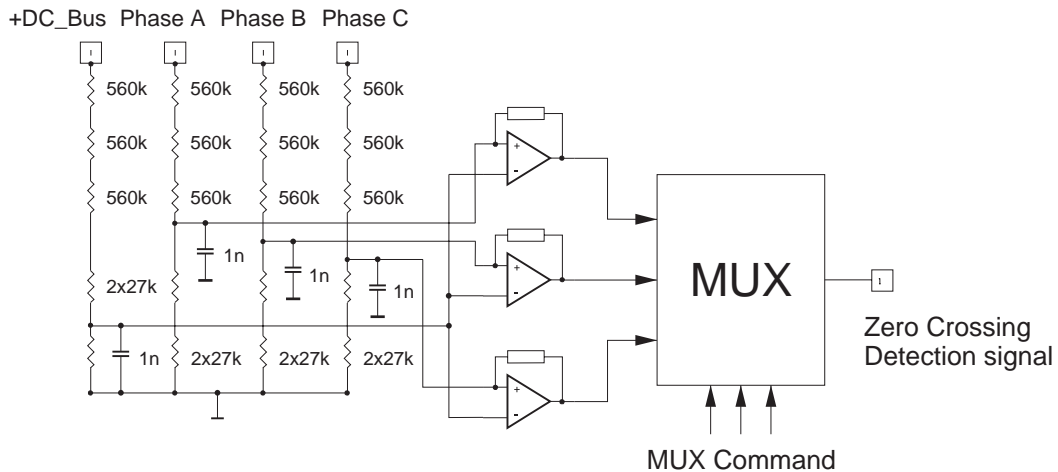 +DC_Bus Phase A Phase B Phase C
560k 560k 560k 560k
560k 560k 560k 560k
560k 560k 560k 560k
+
-
1n
+
-
1n
1n
2x27k
MUX
Zero Crossing
Detection signal
1n 2x27k 2x27k 2x27k
+
-
MUX Command